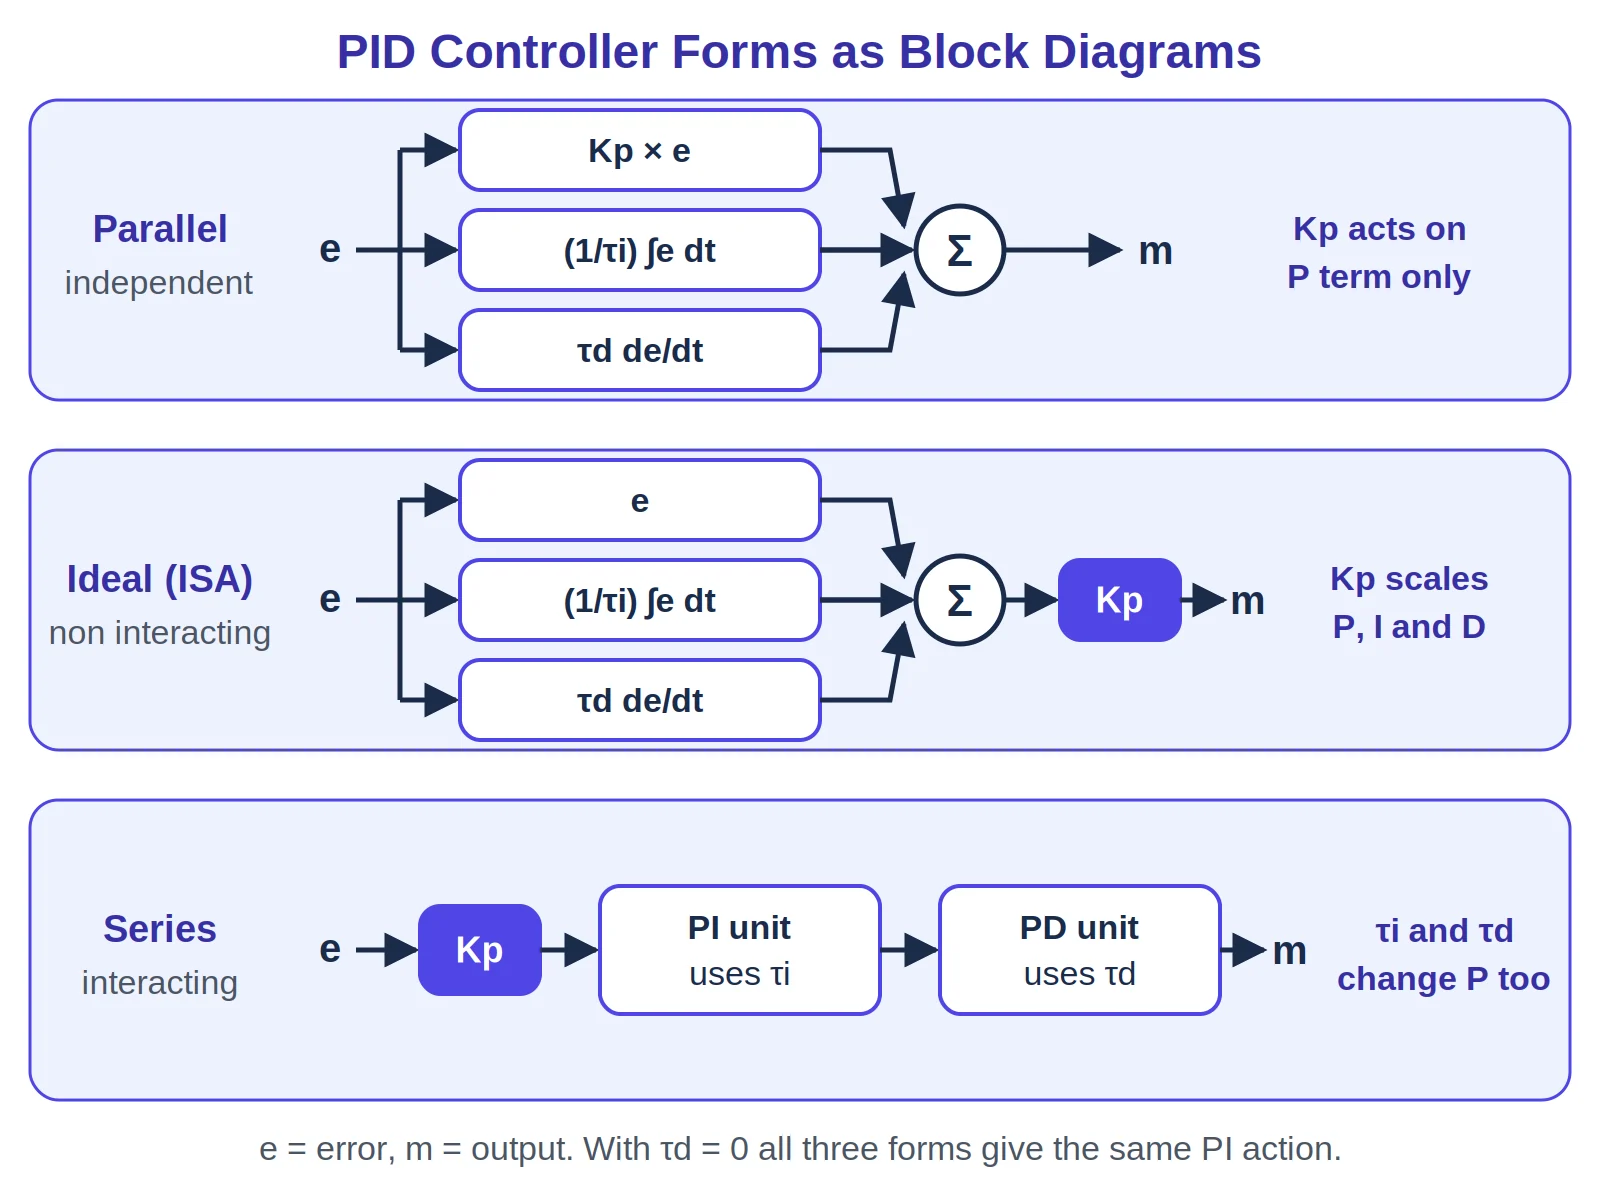 PID Controller Forms as Block Diagrams
Parallel
independent
e
Kp × e
(1/τi) ∫e dt
τd de/dt
Σ
m
Kp acts on
P term only
Ideal (ISA)
non interacting
e
e
(1/τi) ∫e dt
τd de/dt
Σ
Kp
m
Kp scales
P, I and D
Series
interacting
e
Kp
PI unit
uses τi
PD unit
uses τd
m
τi and τd
change P too
e = error, m = output. With τd = 0 all three forms give the same PI action.